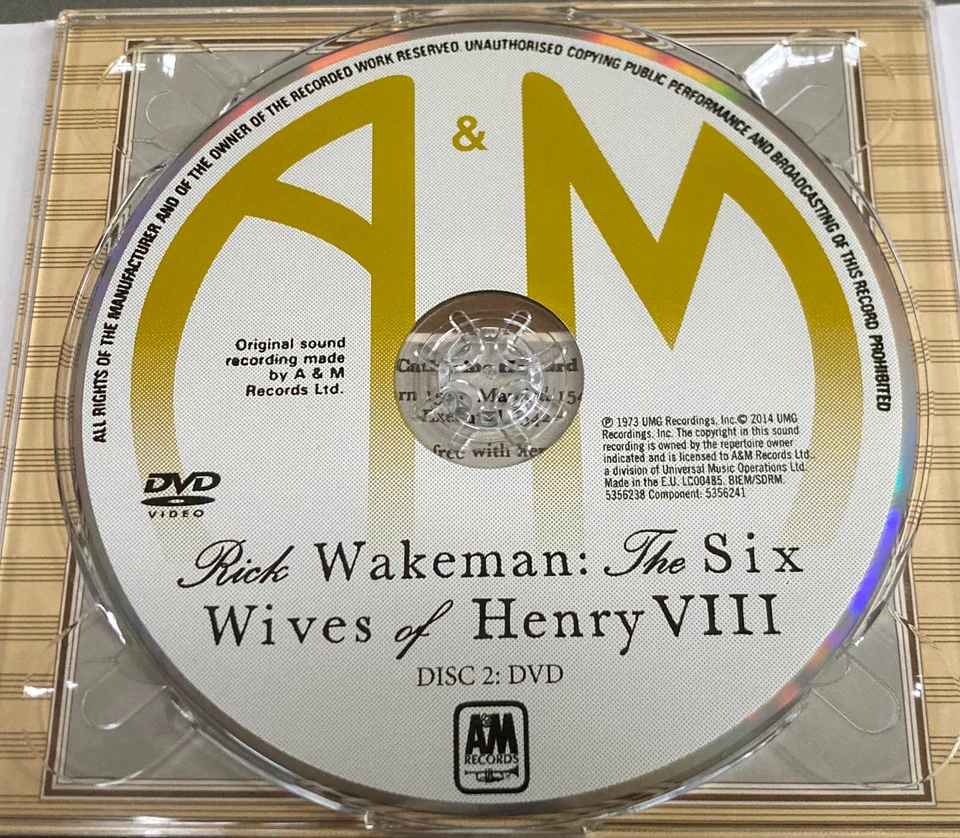 ALL RIGHTS OF THE MANUFACTURER AND OF THE OWNER OF THE RECORDED WORK RESERVED. UNAUTHORISED COPYING PUBLIC PERFORMANCE AND BROADCASTING OF THIS RECORD PROHIBITED
A & M
Original sound
recording made
by A & M
Records Ltd.
Married
free with her
℗ 1973 UMG Recordings, Inc.© 2014 UMG
Recordings, Inc. The copyright in this sound
recording is owned by the repertoire owner
indicated and is licensed to A&M Records Ltd.,
a division of Universal Music Operations Ltd.
Made in the E.U. LC00485. BIEM/SDRM.
5356238 Component: 5356241
DVD
VIDEO
Rick Wakeman: The Six
Wives of Henry VIII
DISC 2: DVD
A&M
RECORDS